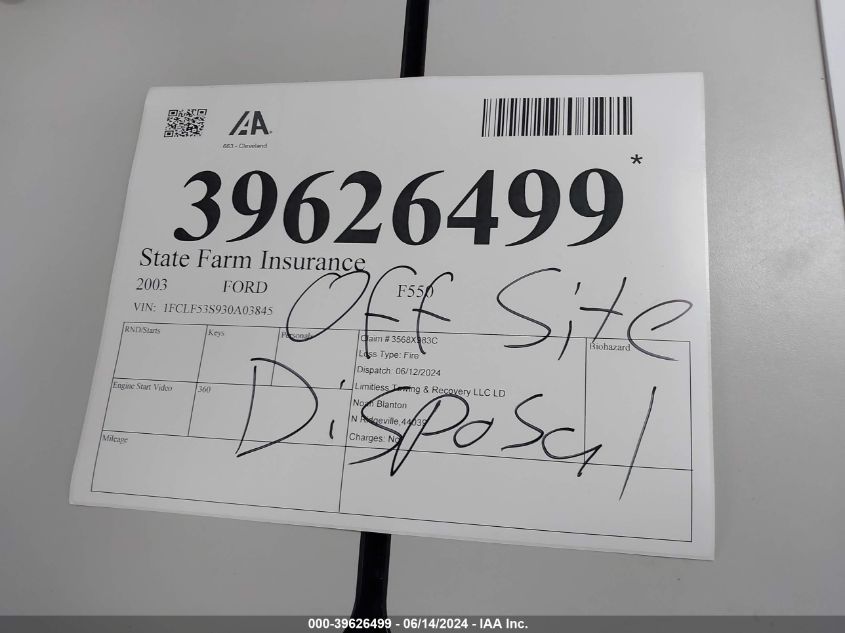 IAA
663 - Cleveland
39626499*
State Farm Insurance
2003 FORD F550
VIN: 1FCLF53S930A03845
Off Site
Disposal
RND/Starts Keys Personal Biohazard
Claim #
Loss Type: Fire
Dispatch: 06/12/2024
Engine Start Video 360
Limitless Towing & Recovery LLC LD
Noah Blanton
N Ridgeville,44039
Charges: No
Mileage
000-39626499 - 06/14/2024 - IAA Inc.